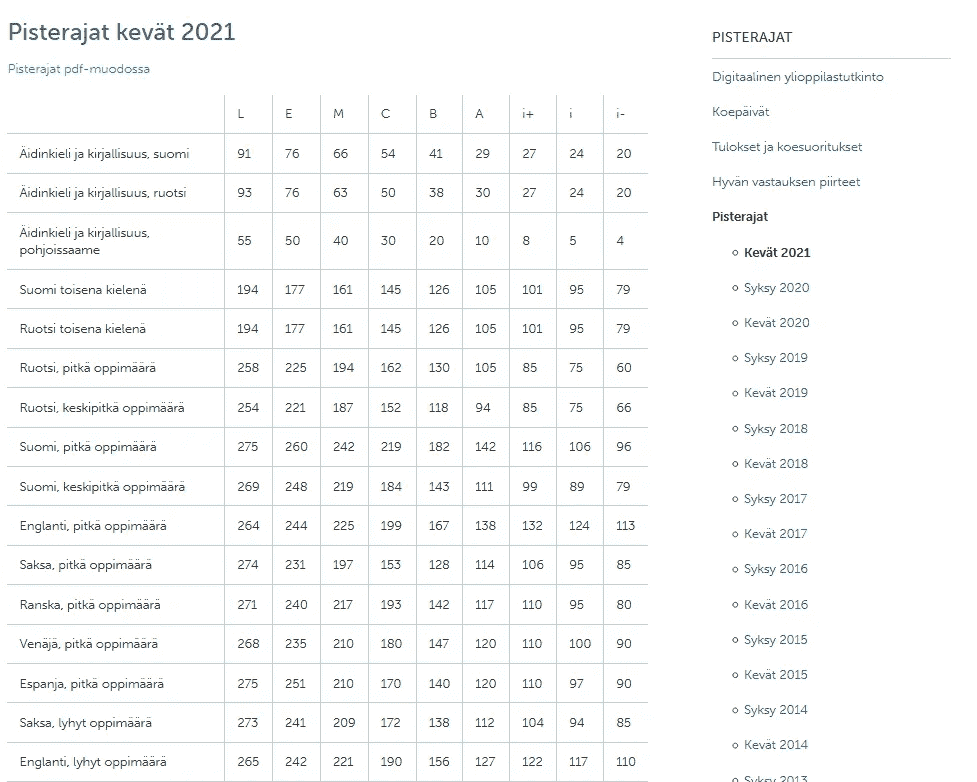 Pisterajat kevät 2021
Pisterajat pdf-muodossa
L E M C B A i+ i i-
Äidinkieli ja kirjallisuus, suomi 91 76 66 54 41 29 27 24 20
Äidinkieli ja kirjallisuus, ruotsi 93 76 63 50 38 30 27 24 20
Äidinkieli ja kirjallisuus,
pohjoissaame 55 50 40 30 20 10 8 5 4
Suomi toisena kielenä 194 177 161 145 126 105 101 95 79
Ruotsi toisena kielenä 194 177 161 145 126 105 101 95 79
Ruotsi, pitkä oppimäärä 258 225 194 162 130 105 85 75 60
Ruotsi, keskipitkä oppimäärä 254 221 187 152 118 94 85 75 66
Suomi, pitkä oppimäärä 275 260 242 219 182 142 116 106 96
Suomi, keskipitkä oppimäärä 269 248 219 184 143 111 99 89 79
Englanti, pitkä oppimäärä 264 244 225 199 167 138 132 124 113
Saksa, pitkä oppimäärä 274 231 197 153 128 114 106 95 85
Ranska, pitkä oppimäärä 271 240 217 193 142 117 110 95 80
Venäjä, pitkä oppimäärä 268 235 210 180 147 120 110 100 90
Espanja, pitkä oppimäärä 275 251 210 170 140 120 110 97 90
Saksa, lyhyt oppimäärä 273 241 209 172 138 112 104 94 85
Englanti, lyhyt oppimäärä 265 242 221 190 156 127 122 117 110
PISTERAJAT
Digitaalinen ylioppilastutkinto
Koepäivät
Tulokset ja koesuoritukset
Hyvän vastauksen piirteet
Pisterajat
Kevät 2021
Syksy 2020
Kevät 2020
Syksy 2019
Kevät 2019
Syksy 2018
Kevät 2018
Syksy 2017
Kevät 2017
Syksy 2016
Kevät 2016
Syksy 2015
Kevät 2015
Syksy 2014
Kevät 2014
Syksy 2013